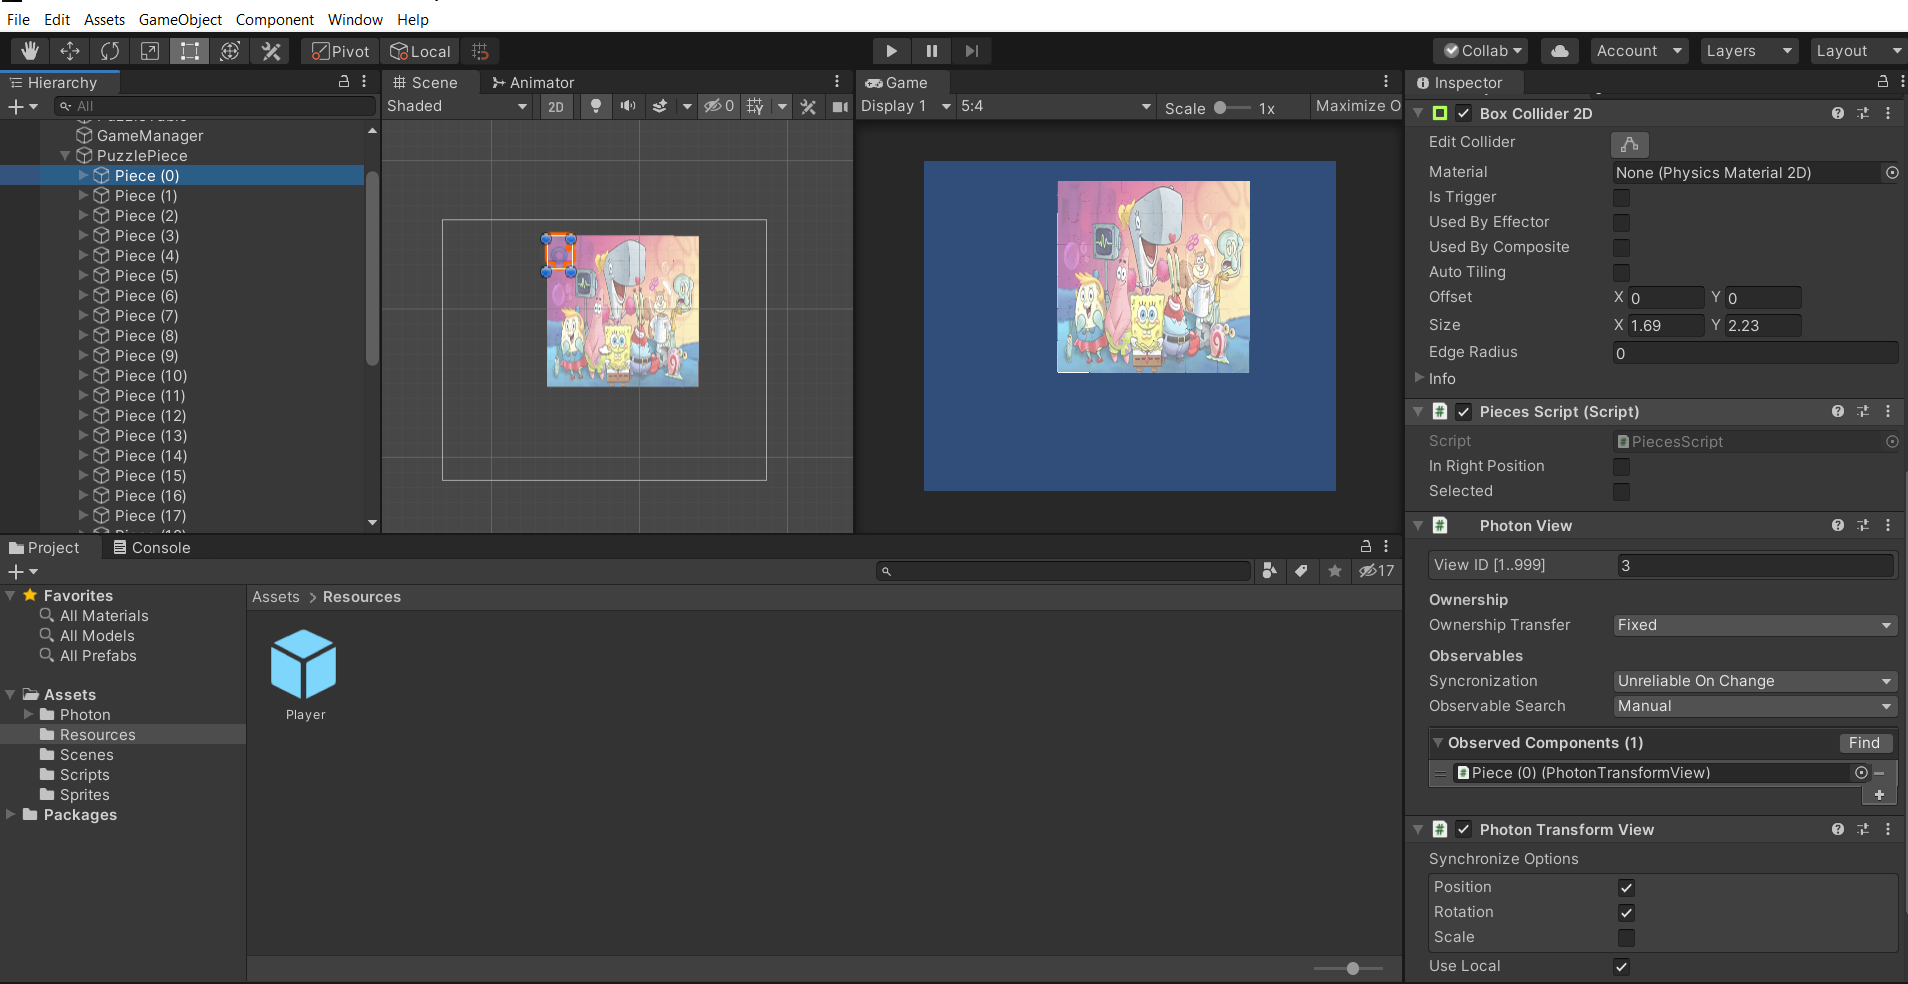 File Edit Assets GameObject Component Window Help
Pivot Local Collab Account Layers Layout
Hierarchy
All
GameManager
PuzzlePiece
Piece (0)
Piece (1)
Piece (2)
Piece (3)
Piece (4)
Piece (5)
Piece (6)
Piece (7)
Piece (8)
Piece (9)
Piece (10)
Piece (11)
Piece (12)
Piece (13)
Piece (14)
Piece (15)
Piece (16)
Piece (17)
Scene Animator
Shaded 2D 0
Game
Display 1 5:4 Scale 1x Maximize O
Inspector
Box Collider 2D
Edit Collider
Material None (Physics Material 2D)
Is Trigger
Used By Effector
Used By Composite
Auto Tiling
Offset X 0 Y 0
Size X 1.69 Y 2.23
Edge Radius 0
Info
# Pieces Script (Script)
Script # PiecesScript
In Right Position
Selected
# Photon View
View ID [1..999] 3
Ownership
Ownership Transfer Fixed
Observables
Syncronization Unreliable On Change
Observable Search Manual
Observed Components (1) Find
# Piece (0) (PhotonTransformView)
# Photon Transform View
Synchronize Options
Position
Rotation
Scale
Use Local
Project Console
17
Favorites
All Materials
All Models
All Prefabs
Assets
Photon
Resources
Scenes
Scripts
Sprites
Packages
Assets > Resources
Player